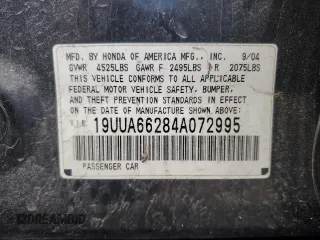 MFD. BY HONDA OF AMERICA MFG., INC. 9/04
GVWR 4525LBS GAWR F 2495LBS R 2075LBS
THIS VEHICLE CONFORMS TO ALL APPLICABLE
FEDERAL MOTOR VEHICLE SAFETY, BUMPER,
AND THEFT PREVENTION STANDARDS IN EFFECT
ON THE DATE OF MANUFACTURE SHOWN ABOVE.
V.I.N. 19UUA66284A072995
PASSENGER CAR
DREAMBID